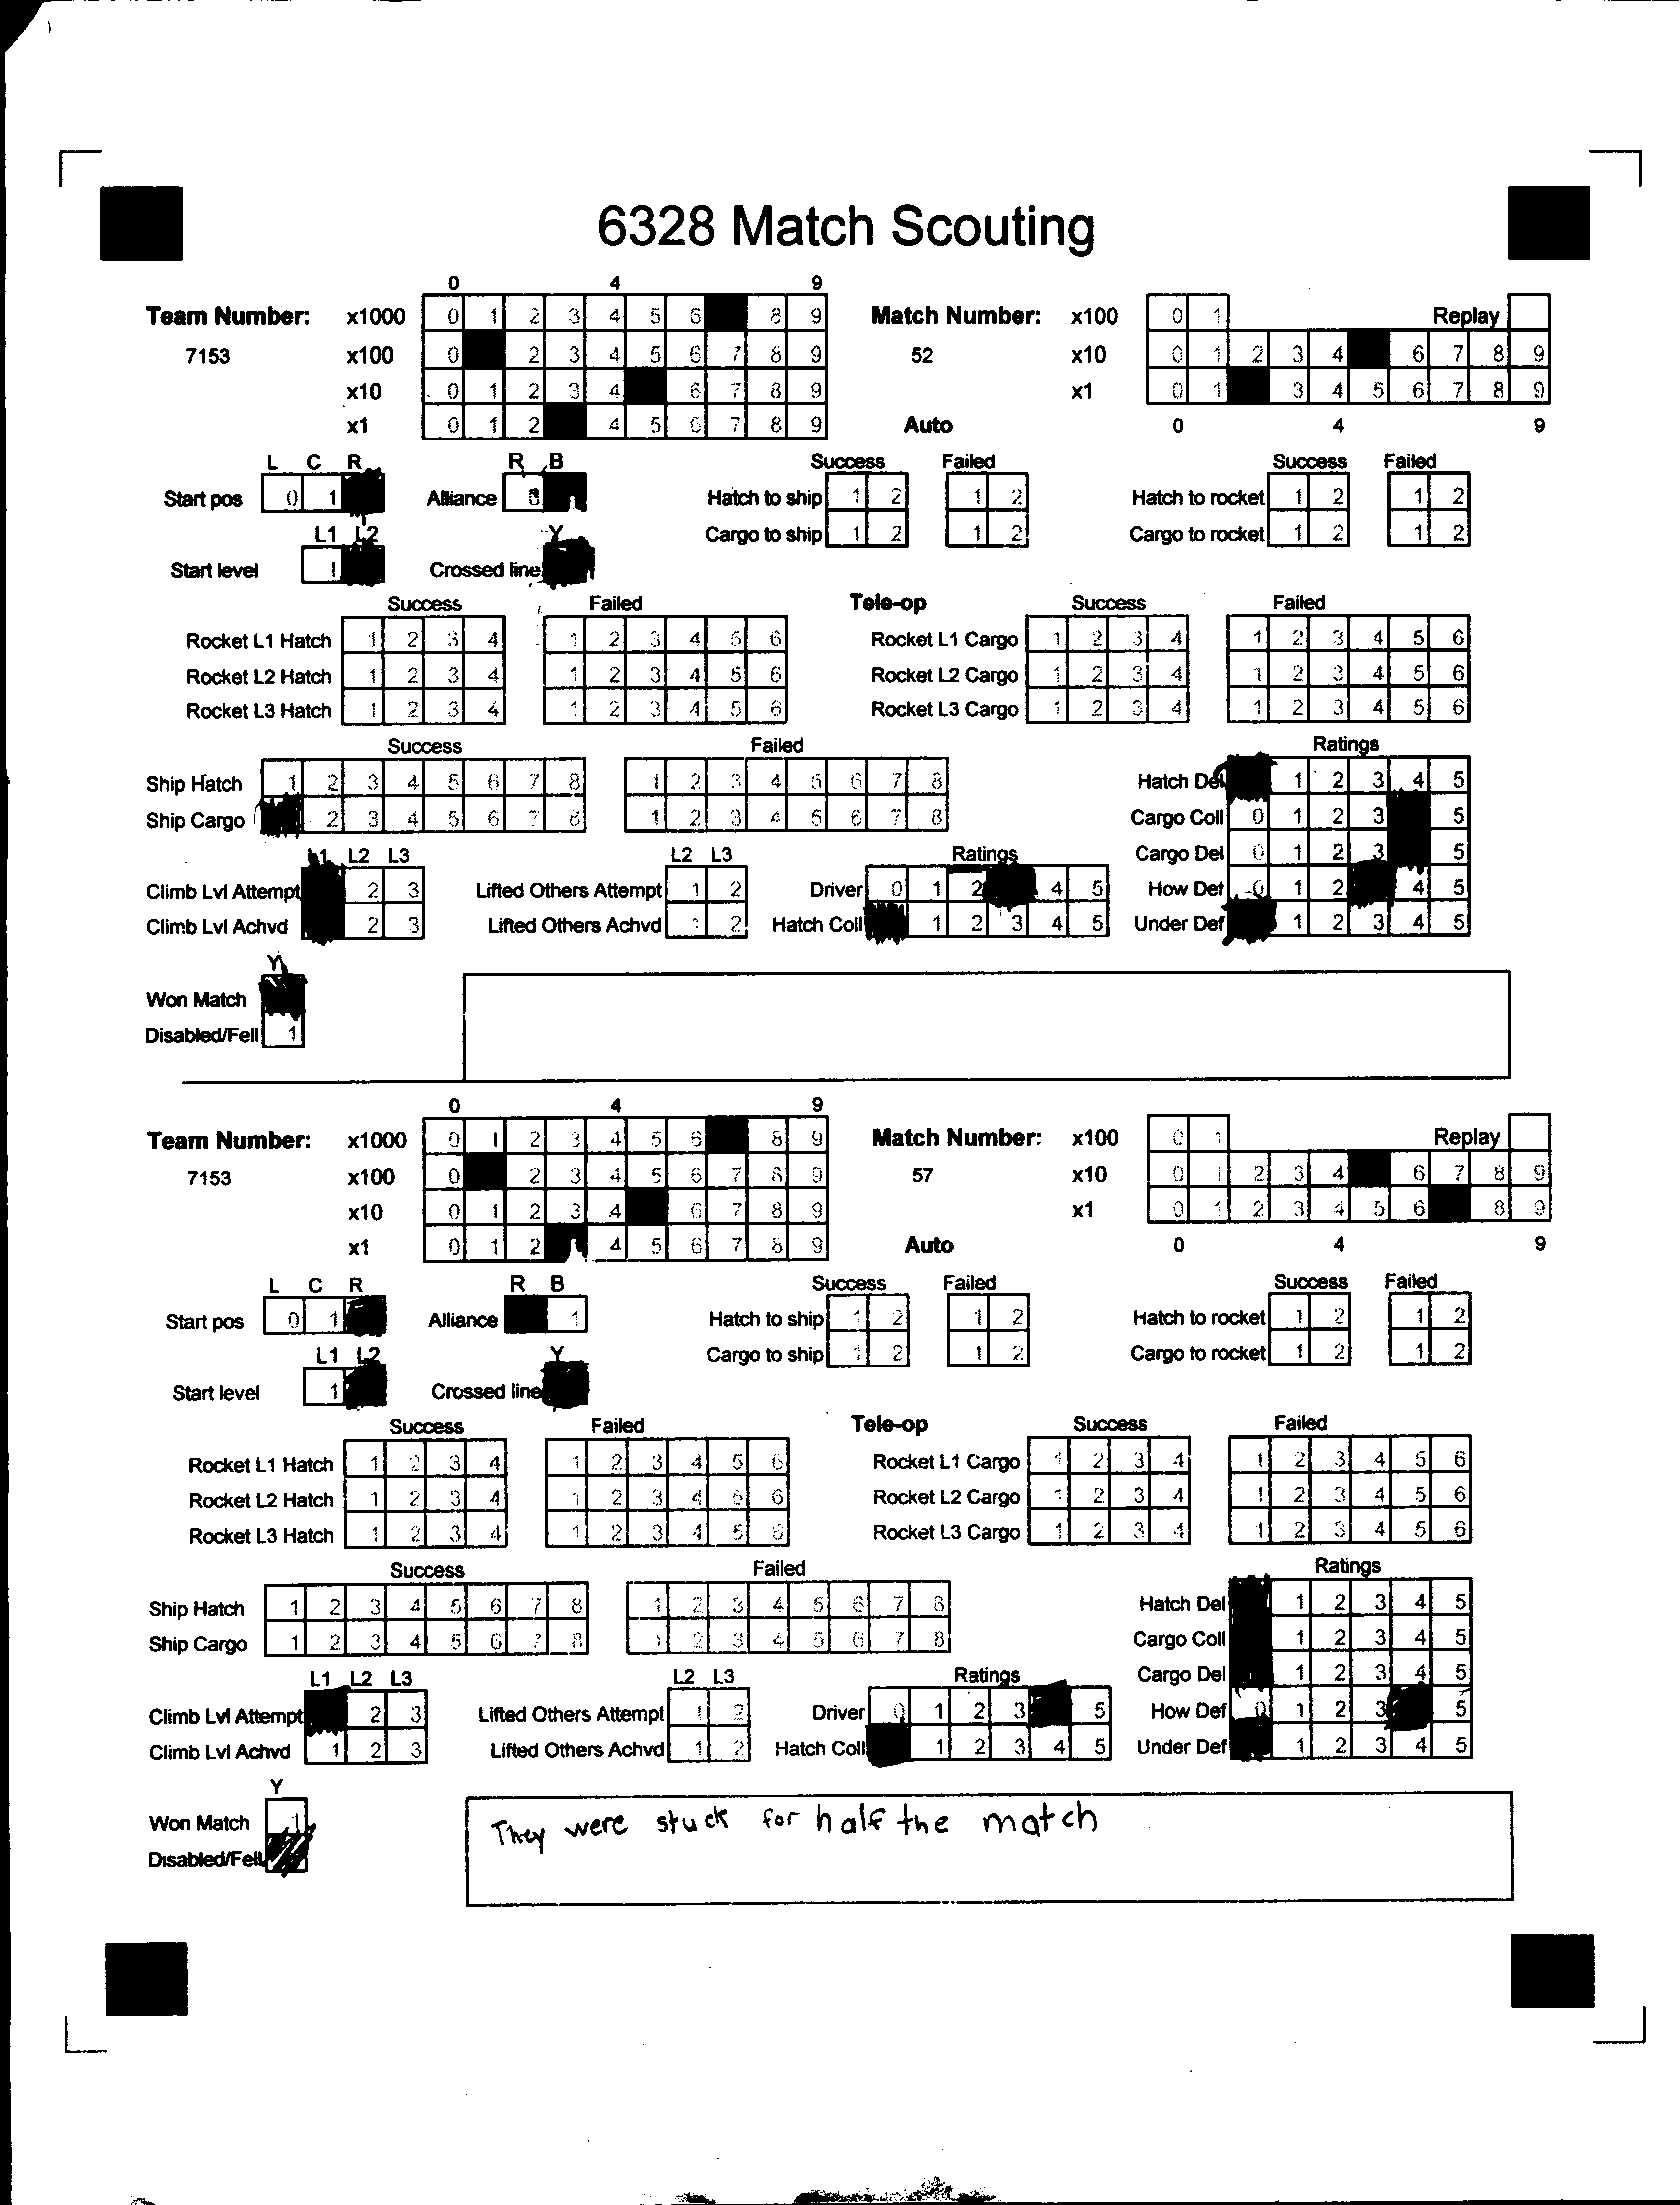 6328 Match Scouting
0 4 9
Team Number: x1000 0 1 2 3 4 5 6 8 9 Match Number: x100 0 1 Replay
7153 x100 0 2 3 4 5 6 7 8 9 52 x10 0 1 2 3 4 6 7 8 9
x10 0 1 2 3 4 6 7 8 9 x1 0 1 3 4 5 6 7 8 9
x1 0 1 2 4 5 6 7 8 9 Auto 0 4 9
L C R R B Success Failed Success Failed
Start pos 0 1 Alliance 0 Hatch to ship 1 2 1 2 Hatch to rocket 1 2 1 2
L1 L2 Y Cargo to ship 1 2 1 2 Cargo to rocket 1 2 1 2
Start level 1 Crossed line
Success Failed Tele-op Success Failed
Rocket L1 Hatch 1 2 3 4 1 2 3 4 5 6 Rocket L1 Cargo 1 2 3 4 1 2 3 4 5 6
Rocket L2 Hatch 1 2 3 4 1 2 3 4 5 6 Rocket L2 Cargo 1 2 3 4 1 2 3 4 5 6
Rocket L3 Hatch 1 2 3 4 1 2 3 4 5 6 Rocket L3 Cargo 1 2 3 4 1 2 3 4 5 6
Success Failed Ratings
Ship Hatch 1 2 3 4 5 6 7 8 1 2 3 4 5 6 7 8 Hatch Del 1 2 3 4 5
Ship Cargo 2 3 4 5 6 7 8 1 2 3 4 5 6 7 8 Cargo Coll 0 1 2 3 5
L1 L2 L3 L2 L3 Ratings Cargo Del 0 1 2 3 5
Climb Lvl Attempt 2 3 Lifted Others Attempt 1 2 Driver 0 1 2 4 5 How Def 0 1 2 4 5
Climb Lvl Achvd 2 3 Lifted Others Achvd 1 2 Hatch Coll 1 2 3 4 5 Under Def 1 2 3 4 5
Y
Won Match
Disabled/Fell 1
0 4 9
Team Number: x1000 0 1 2 3 4 5 6 8 9 Match Number: x100 0 1 Replay
7153 x100 0 2 3 4 5 6 7 8 9 57 x10 0 1 2 3 4 6 7 8 9
x10 0 1 2 3 4 6 7 8 9 x1 0 1 2 3 4 5 6 8 9
x1 0 1 2 4 5 6 7 8 9 Auto 0 4 9
L C R R B Success Failed Success Failed
Start pos 0 1 Alliance 1 Hatch to ship 1 2 1 2 Hatch to rocket 1 2 1 2
L1 L2 Y Cargo to ship 1 2 1 2 Cargo to rocket 1 2 1 2
Start level 1 Crossed line
Success Failed Tele-op Success Failed
Rocket L1 Hatch 1 2 3 4 1 2 3 4 5 6 Rocket L1 Cargo 1 2 3 4 1 2 3 4 5 6
Rocket L2 Hatch 1 2 3 4 1 2 3 4 5 6 Rocket L2 Cargo 1 2 3 4 1 2 3 4 5 6
Rocket L3 Hatch 1 2 3 4 1 2 3 4 5 6 Rocket L3 Cargo 1 2 3 4 1 2 3 4 5 6
Success Failed Ratings
Ship Hatch 1 2 3 4 5 6 7 8 1 2 3 4 5 6 7 8 Hatch Del 1 2 3 4 5
Ship Cargo 1 2 3 4 5 6 7 8 1 2 3 4 5 6 7 8 Cargo Coll 1 2 3 4 5
L1 L2 L3 L2 L3 Ratings Cargo Del 1 2 3 4 5
Climb Lvl Attempt 2 3 Lifted Others Attempt 1 2 Driver 0 1 2 3 5 How Def 0 1 2 3 5
Climb Lvl Achvd 1 2 3 Lifted Others Achvd 1 2 Hatch Coll 1 2 3 4 5 Under Def 1 2 3 4 5
Y
Won Match 1
Disabled/Fell
They were stuck for half the match